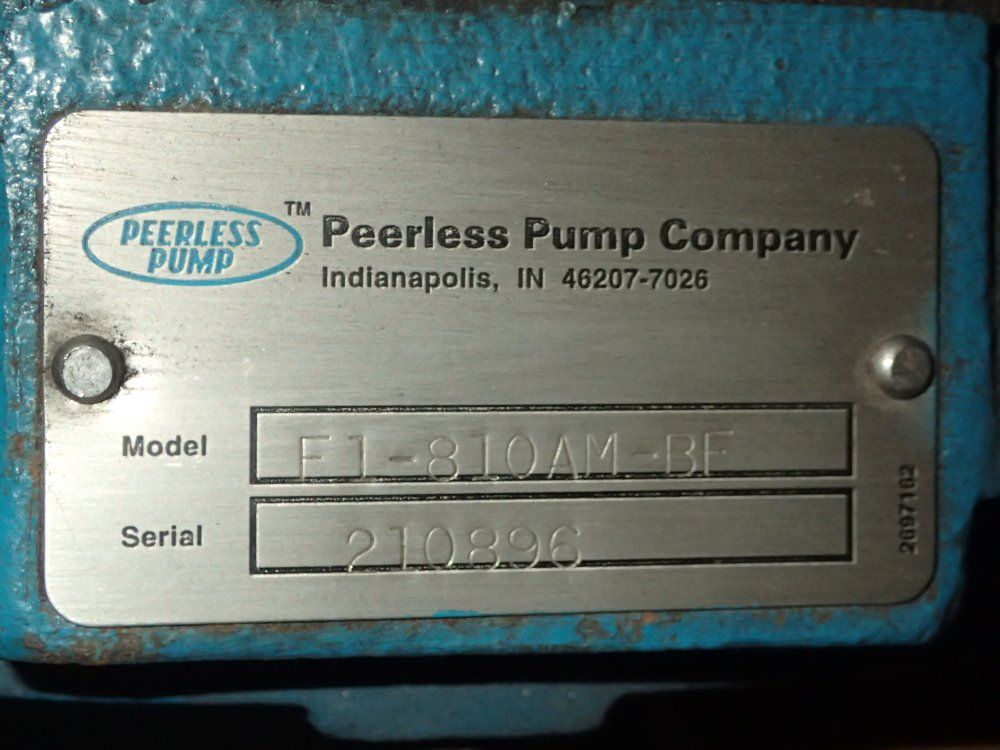 PEERLESS
PUMP
™
Peerless Pump Company
Indianapolis, IN 46207-7026
Model F1-810AM-BF
Serial 210896
2697162